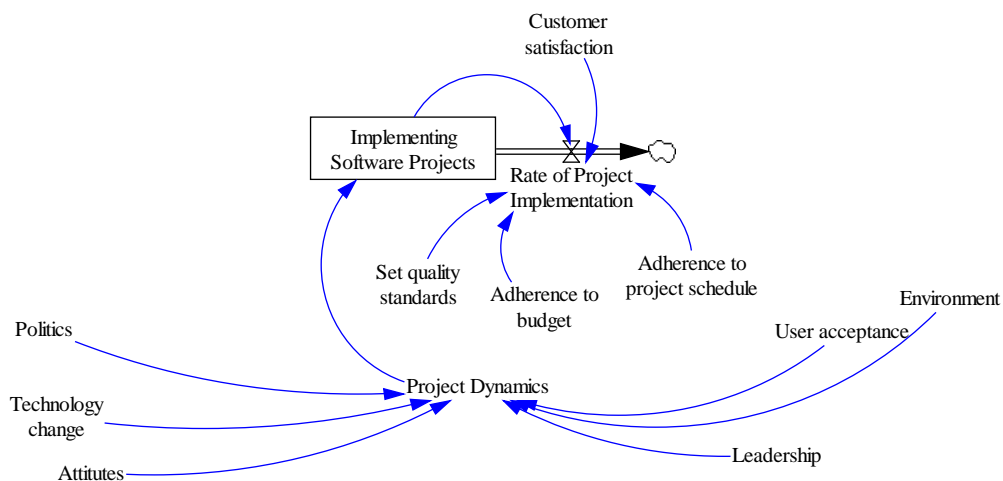 Customer
satisfaction
Implementing
Software Projects
Rate of Project
Implementation
Set quality
standards
Adherence to
budget
Adherence to
project schedule
Environment
User acceptance
Politics
Project Dynamics
Technology
change
Attitutes
Leadership